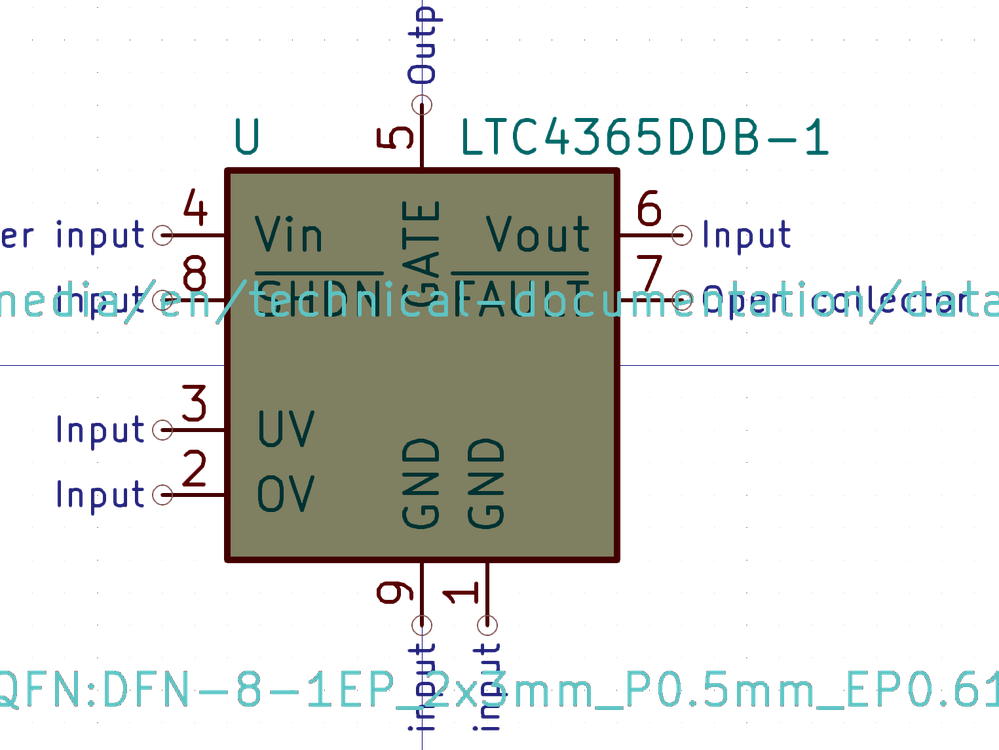 Outp
U
5
LTC4365DDB-1
er input
4
Vin
GATE
Vout
6
Input
Input
8
SHDN
FAULT
7
Open collector
media/en/technical-documentation/data
Input
3
UV
Input
2
OV
GND
GND
9
1
input
input
QFN:DFN-8-1EP_2x3mm_P0.5mm_EP0.61